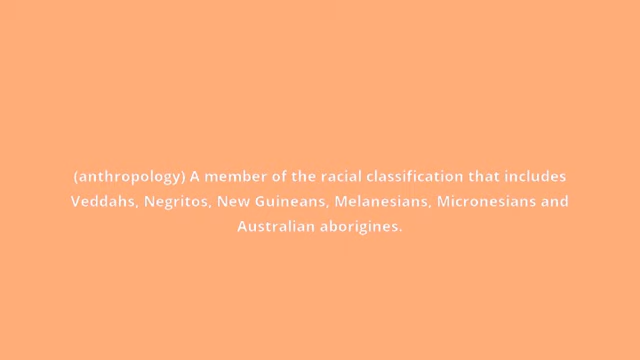 (anthropology) A member of the racial classification that includes
Veddahs, Negritos, New Guineans, Melanesians, Micronesians and
Australian aborigines.